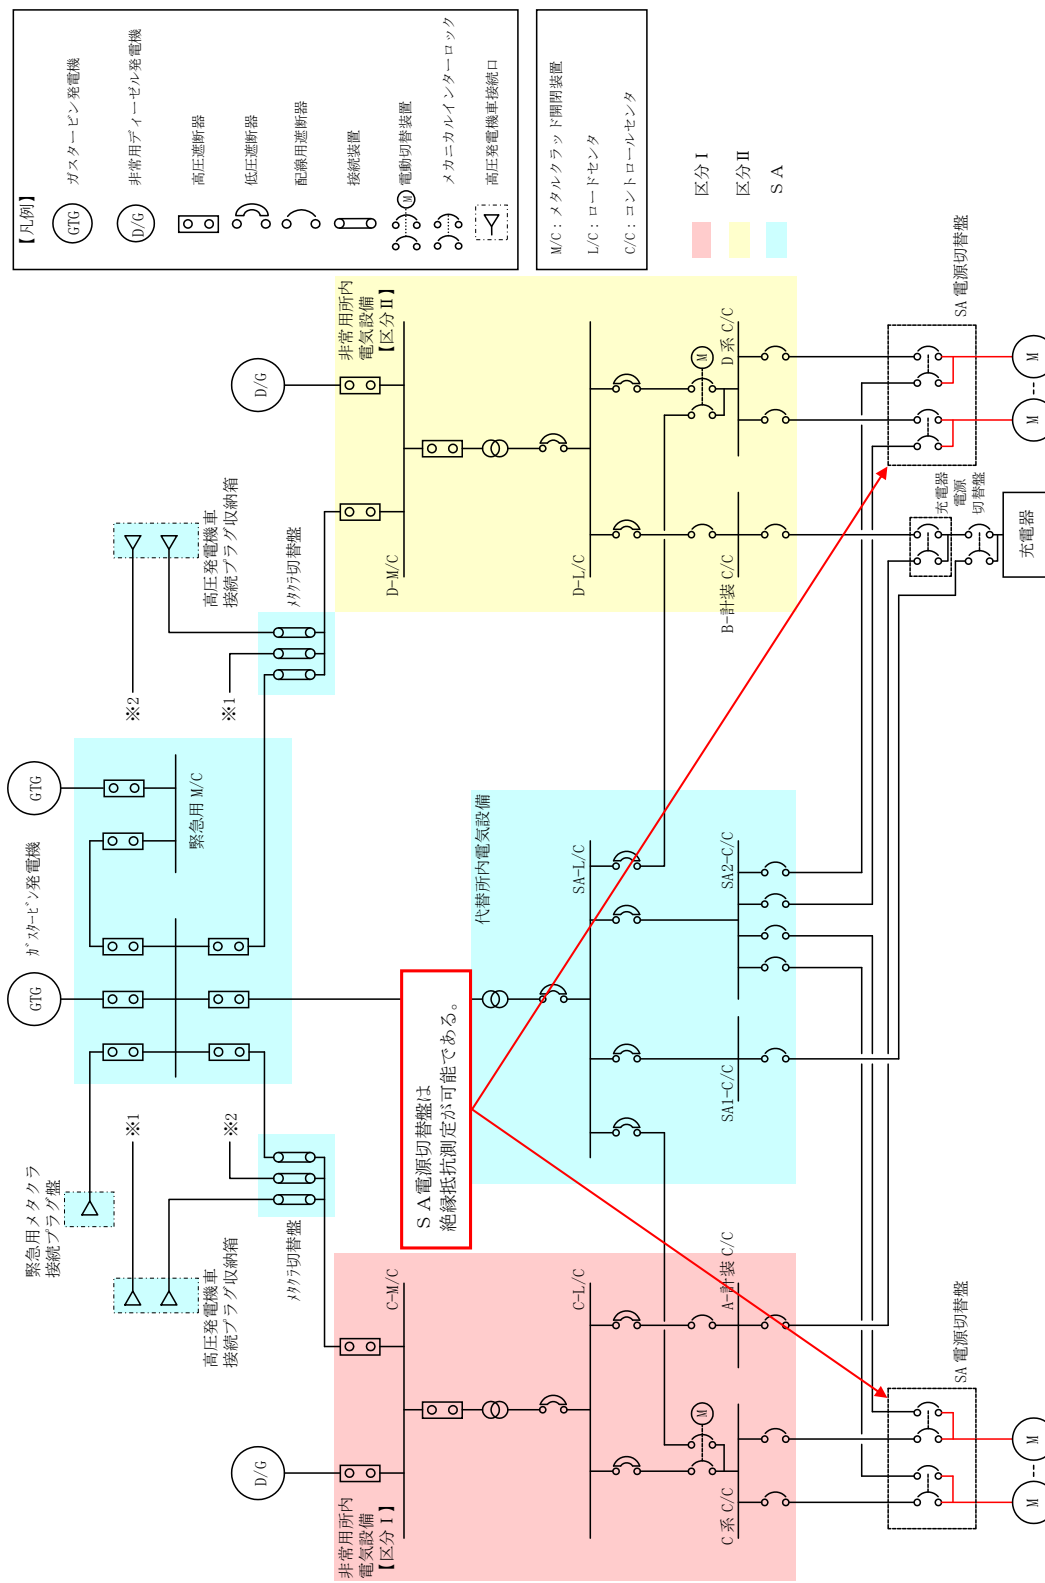 【凡例】
GTG
ガスタービン発電機
D/G
非常用ディーゼル発電機
高圧遮断器
低圧遮断器
配線用遮断器
接続装置
M
電動切替装置
メカニカルインターロック
高圧発電機車接続口
M/C：メタルクラッド開閉装置
L/C：ロードセンタ
C/C：コントロールセンタ
区分Ⅰ
区分Ⅱ
ＳＡ
緊急用メタクラ
接続プラグ盤
高圧発電機車
接続プラグ収納箱
※1
※2
ﾒﾀｸﾗ切替盤
GTG
ｶﾞｽﾀｰﾋﾞﾝ発電機
GTG
緊急用 M/C
※2
※1
高圧発電機車
接続プラグ収納箱
ﾒﾀｸﾗ切替盤
D/G
非常用所内
電気設備
【区分Ⅰ】
C-M/C
C-L/C
M
C 系 C/C
A-計装 C/C
ＳＡ電源切替盤は
絶縁抵抗測定が可能である。
代替所内電気設備
SA-L/C
SA1-C/C
SA2-C/C
D/G
非常用所内
電気設備
【区分Ⅱ】
D-M/C
D-L/C
M
B-計装 C/C
D 系 C/C
SA 電源切替盤
M
M
充電器
電源
切替盤
充電器
SA 電源切替盤
M
M